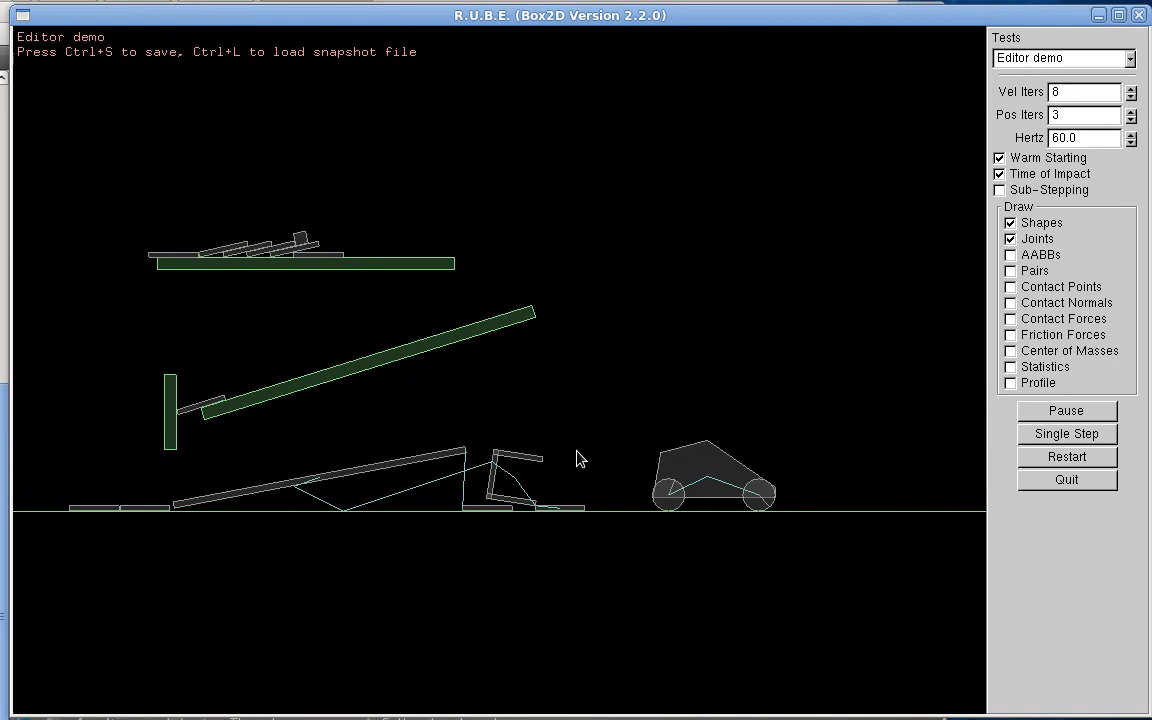 R.U.B.E. (Box2D Version 2.2.0)
Editor demo
Press Ctrl+S to save, Ctrl+L to load snapshot file
Tests
Editor demo
Vel Iters 8
Pos Iters 3
Hertz 60.0
Warm Starting
Time of Impact
Sub-Stepping
Draw
Shapes
Joints
AABBs
Pairs
Contact Points
Contact Normals
Contact Forces
Friction Forces
Center of Masses
Statistics
Profile
Pause
Single Step
Restart
Quit